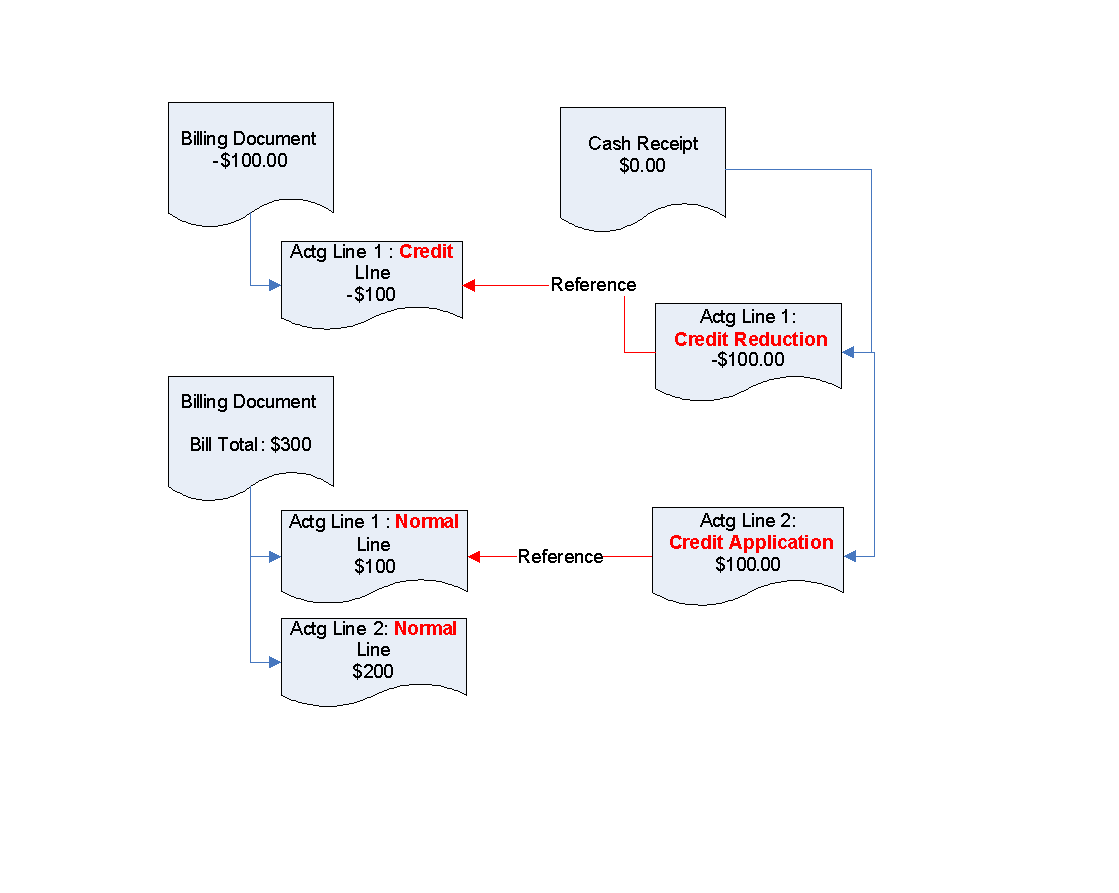 Billing Document
-$100.00
Cash Receipt
$0.00
Actg Line 1 : Credit
LIne
-$100
Reference
Actg Line 1:
Credit Reduction
-$100.00
Billing Document
Bill Total: $300
Actg Line 1 : Normal
Line
$100
Reference
Actg Line 2:
Credit Application
$100.00
Actg Line 2: Normal
Line
$200